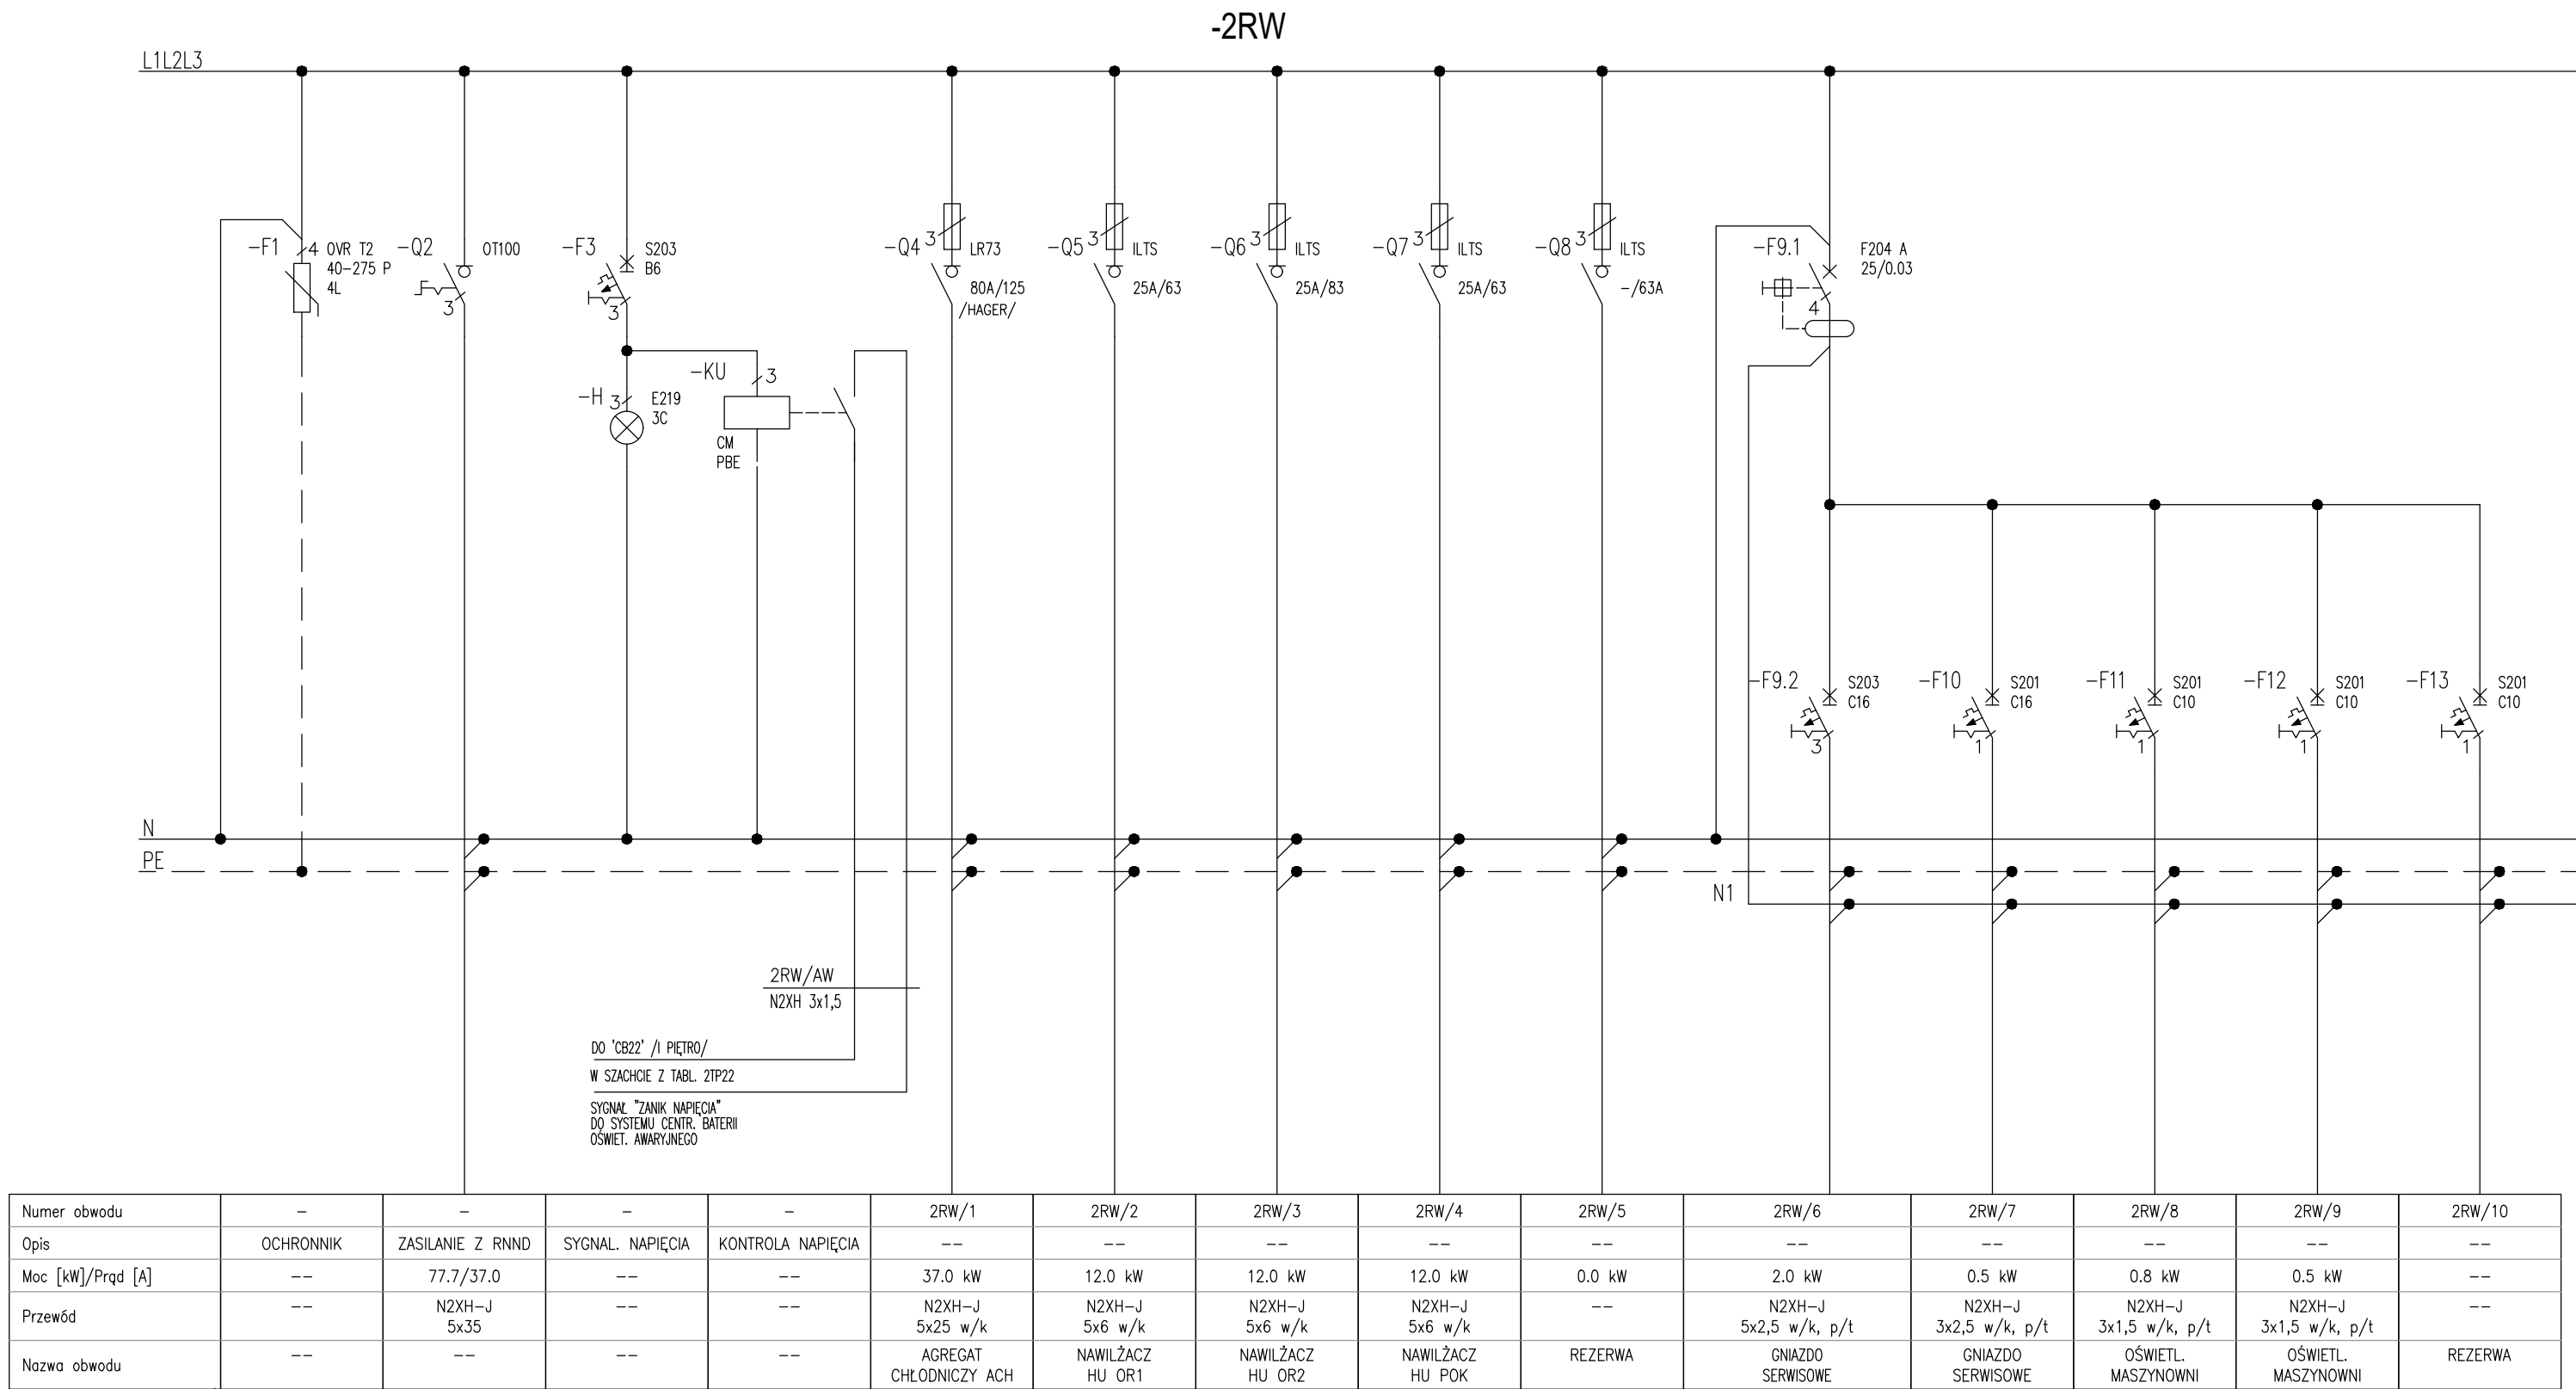 -2RW
L1L2L3
-F1
4
OVR T2
40-275 P
4L
-Q2
OT100
3
-F3
S203
B6
3
-H
3
E219
3C
-KU
3
CM
PBE
-Q4
3
LR73
80A/125
/HAGER/
-Q5
3
ILTS
25A/63
-Q6
3
ILTS
25A/83
-Q7
3
ILTS
25A/63
-Q8
3
ILTS
-/63A
-F9.1
F204 A
25/0.03
4
-F9.2
S203
C16
3
-F10
S201
C16
1
-F11
S201
C10
1
-F12
S201
C10
1
-F13
S201
C10
1
N
PE
N1
2RW/AW
N2XH 3x1,5
DO 'CB22' /I PIĘTRO/
W SZACHCIE Z TABL. 2TP22
SYGNAŁ "ZANIK NAPIĘCIA"
DO SYSTEMU CENTR. BATERII
OŚWIET. AWARYJNEGO
Numer obwodu - - - - 2RW/1 2RW/2 2RW/3 2RW/4 2RW/5 2RW/6 2RW/7 2RW/8 2RW/9 2RW/10
Opis OCHRONNIK ZASILANIE Z RNND SYGNAL. NAPIĘCIA KONTROLA NAPIĘCIA -- -- -- -- -- -- -- -- -- --
Moc [kW]/Prąd [A] -- 77.7/37.0 -- -- 37.0 kW 12.0 kW 12.0 kW 12.0 kW 0.0 kW 2.0 kW 0.5 kW 0.8 kW 0.5 kW --
Przewód -- N2XH-J -- -- N2XH-J N2XH-J N2XH-J N2XH-J -- N2XH-J N2XH-J N2XH-J N2XH-J --
5x35 5x25 w/k 5x6 w/k 5x6 w/k 5x6 w/k 5x2,5 w/k, p/t 3x2,5 w/k, p/t 3x1,5 w/k, p/t 3x1,5 w/k, p/t
Nazwa obwodu -- -- -- -- AGREGAT NAWILŻACZ NAWILŻACZ NAWILŻACZ REZERWA GNIAZDO GNIAZDO OŚWIETL. OŚWIETL. REZERWA
CHŁODNICZY ACH HU OR1 HU OR2 HU POK SERWISOWE SERWISOWE MASZYNOWNI MASZYNOWNI